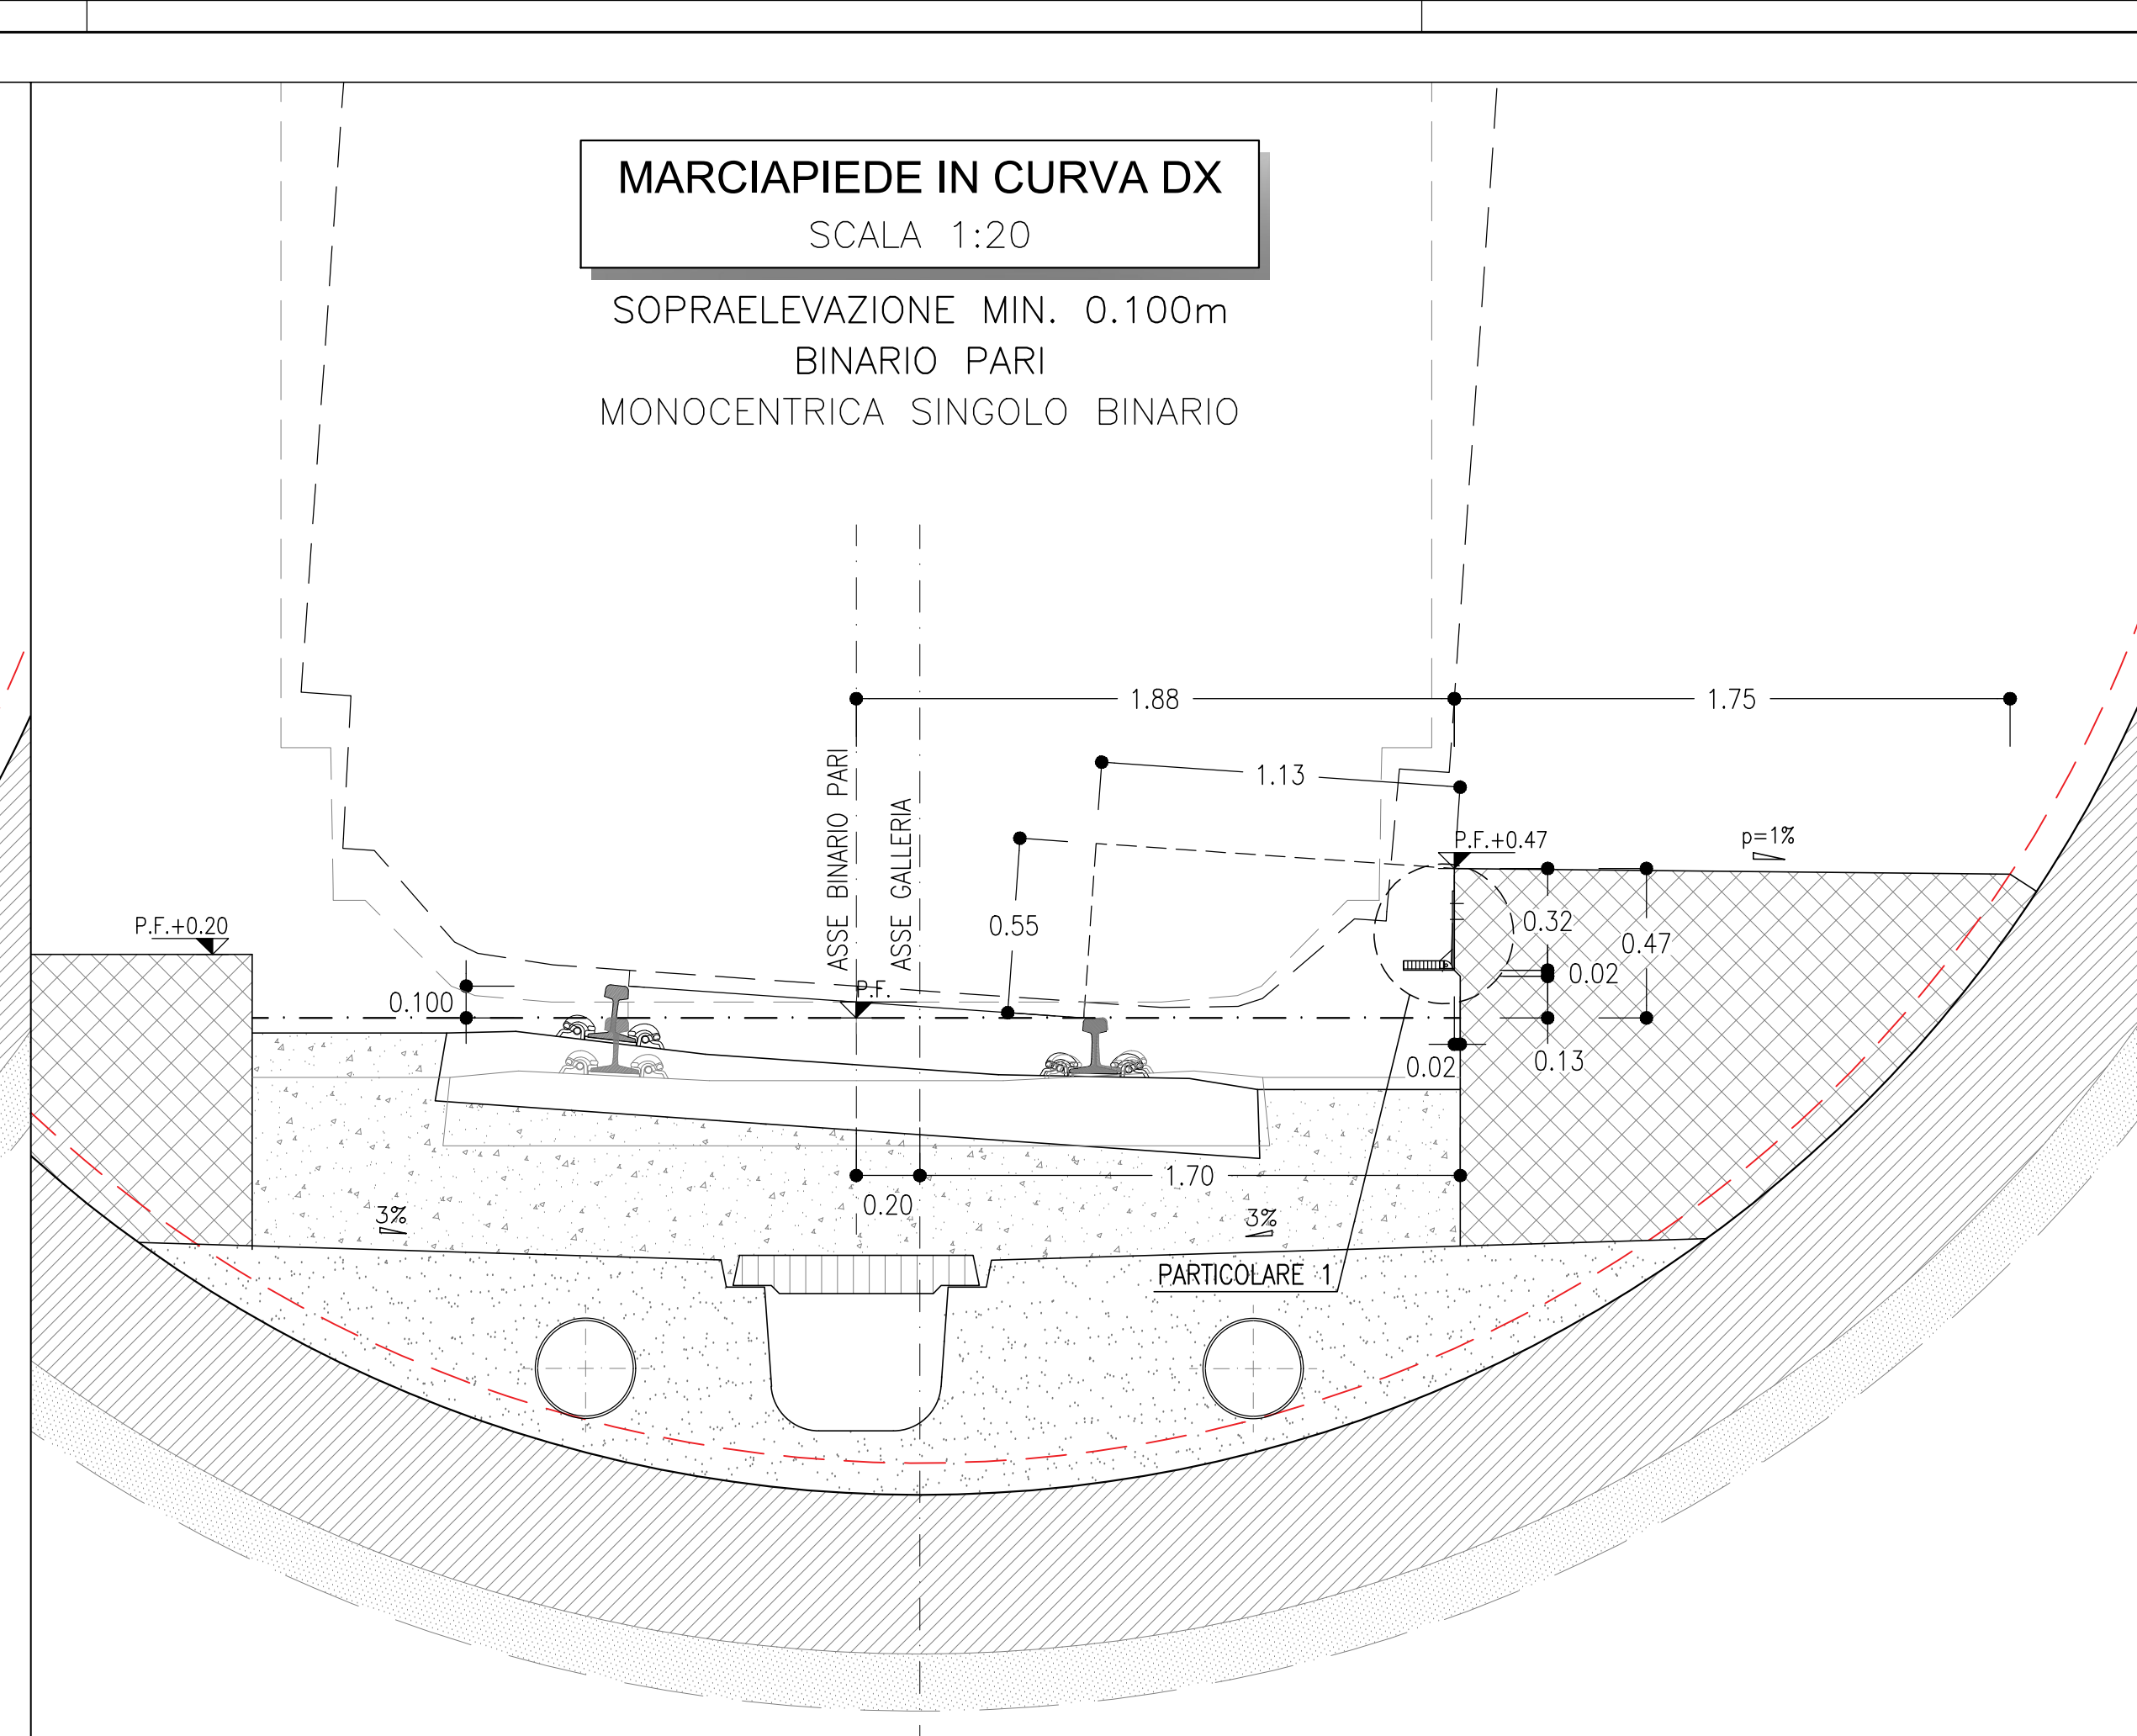 MARCIAPIEDE IN CURVA DX
SCALA 1:20
SOPRAELEVAZIONE MIN. 0.100m
BINARIO PARI
MONOCENTRICA SINGOLO BINARIO
1.88
1.75
1.13
ASSE BINARIO PARI
ASSE GALLERIA
P.F.+0.47
p=1%
P.F.+0.20
0.55
0.32
0.47
0.02
P.F.
0.100
0.02
0.13
1.70
0.20
3%
3%
PARTICOLARE 1